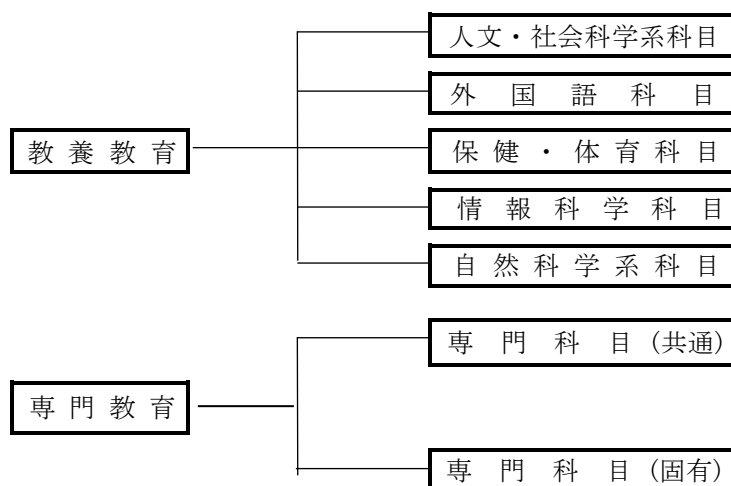 人文・社会科学系科目
外国語科目
教養教育
保健・体育科目
情報科学科目
自然科学系科目
専門科目(共通)
専門教育
専門科目(固有)